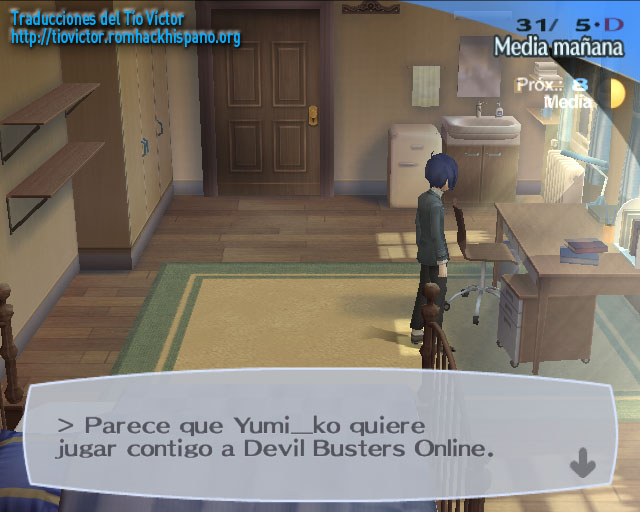 Traducciones del Tio Victor
http://tiovictor.romhackhispano.org
31/ 5·D
Media mañana
Próx.: 8
Media
> Parece que Yumi_ko quiere
jugar contigo a Devil Busters Online.